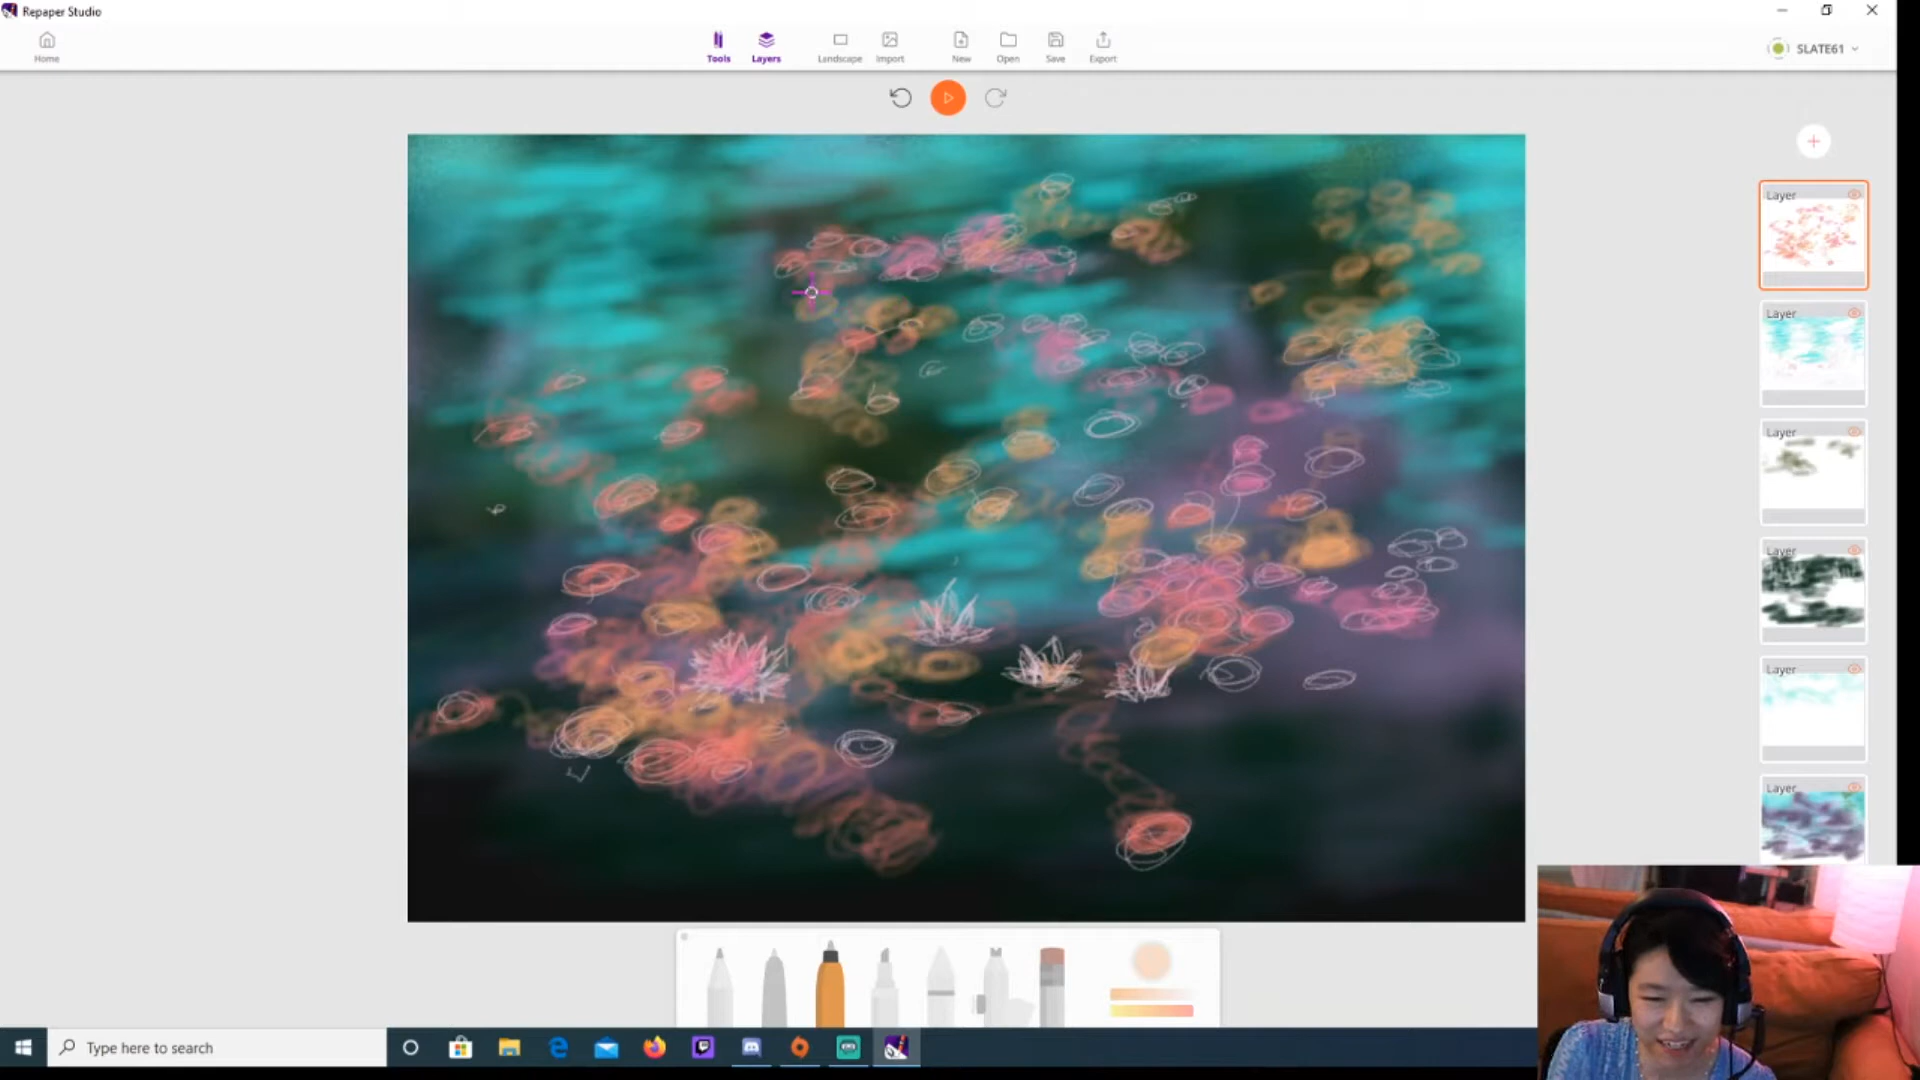 Repaper Studio
Home
Tools
Layers
Landscape
Import
New
Open
Save
Export
SLATE61
Layer
Layer
Layer
Layer
Layer
Layer
Type here to search